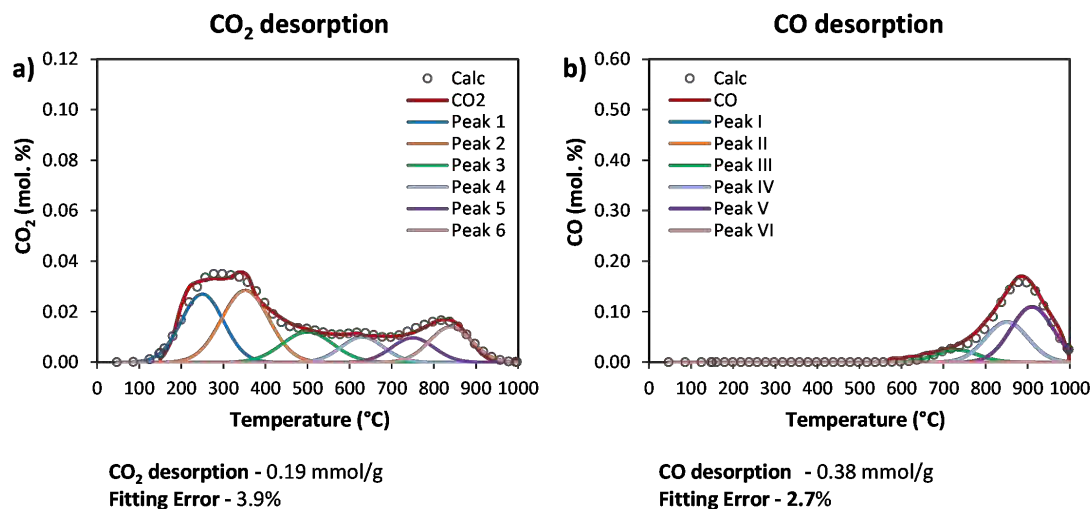 CO₂ desorption
CO desorption
a)
CO₂ (mol. %)
0.12
0.10
0.08
0.06
0.04
0.02
0.00
Calc
CO2
Peak 1
Peak 2
Peak 3
Peak 4
Peak 5
Peak 6
0 100 200 300 400 500 600 700 800 900 1000
Temperature (°C)
b)
CO (mol. %)
0.60
0.50
0.40
0.30
0.20
0.10
0.00
Calc
CO
Peak I
Peak II
Peak III
Peak IV
Peak V
Peak VI
0 100 200 300 400 500 600 700 800 900 1000
Temperature (°C)
CO₂ desorption - 0.19 mmol/g
Fitting Error - 3.9%
CO desorption - 0.38 mmol/g
Fitting Error - 2.7%